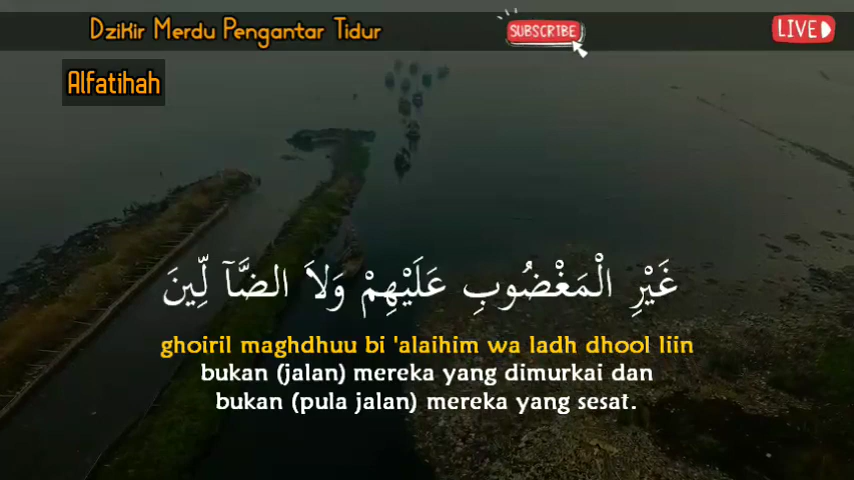 Dzikir Merdu Pengantar Tidur
SUBSCRIBE
LIVE
Alfatihah
غَيْرِ الْمَغْضُوبِ عَلَيْهِمْ وَلاَ الضَّآ لِّينَ
ghoiril maghdhuu bi 'alaihim wa ladh dhool liin
bukan (jalan) mereka yang dimurkai dan
bukan (pula jalan) mereka yang sesat.